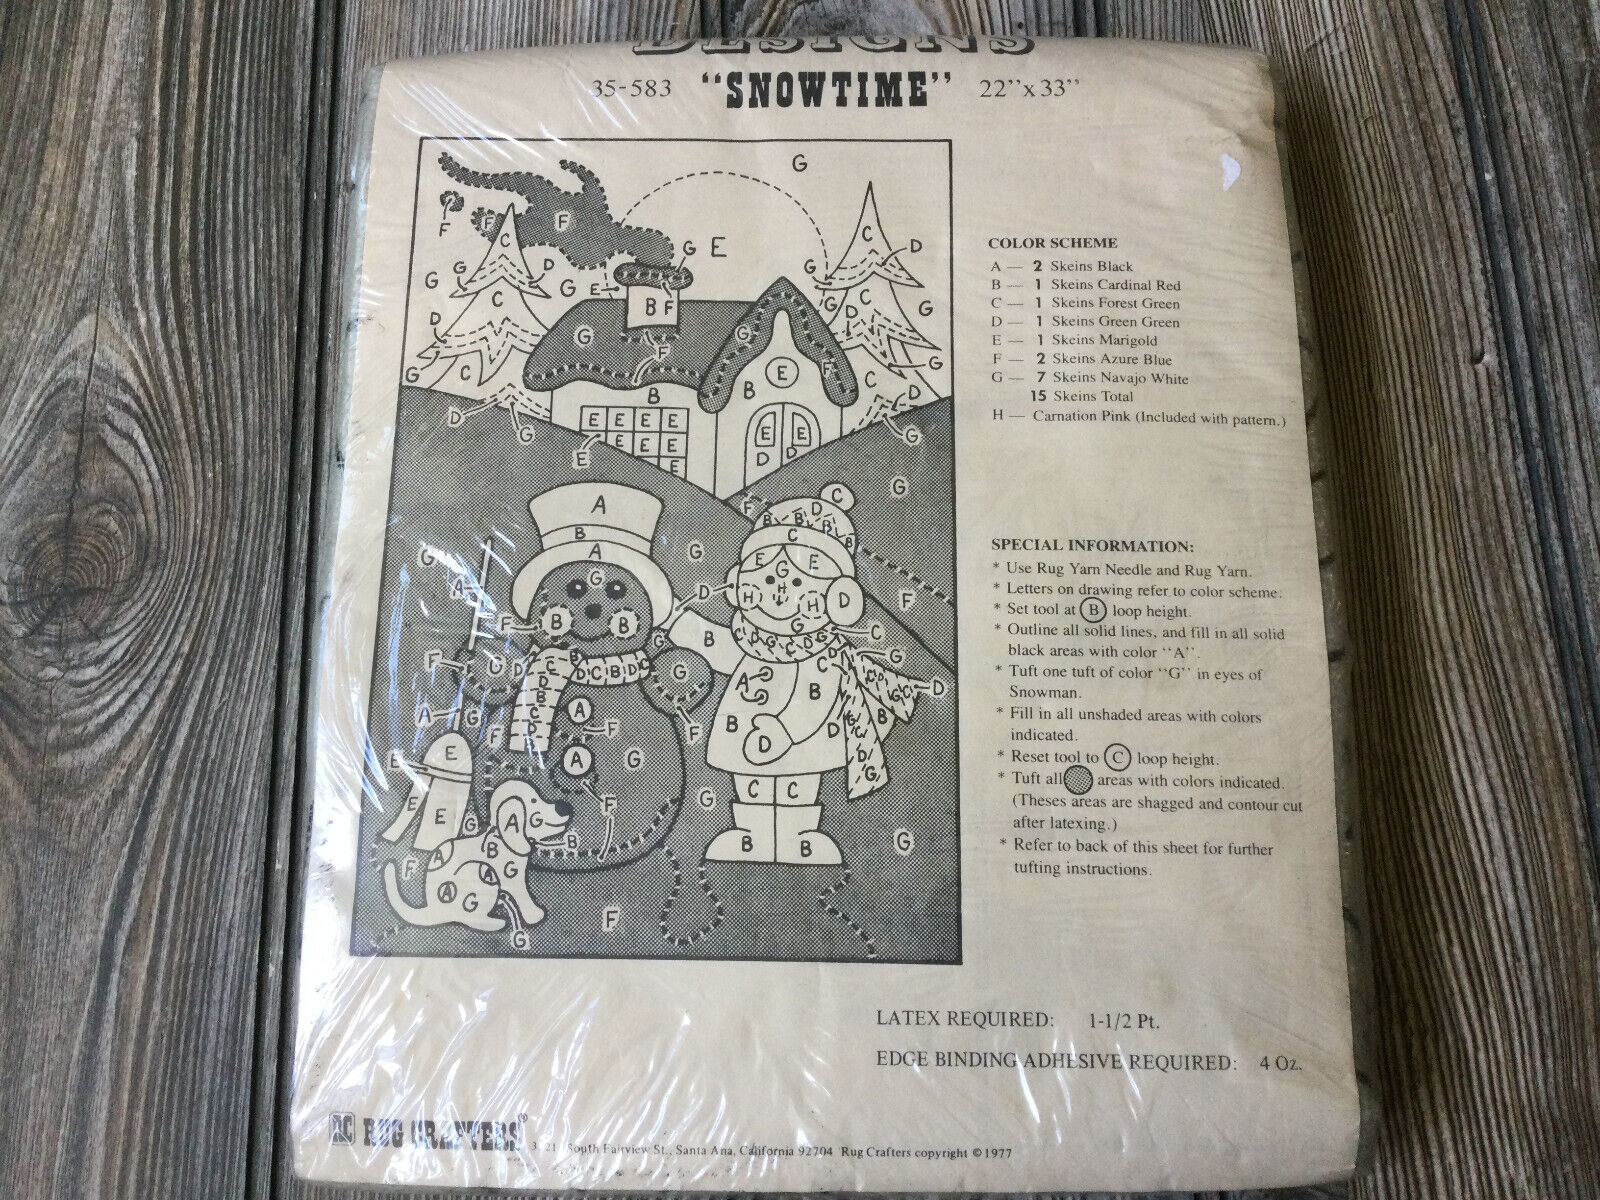 DESIGNS
35-583 "SNOWTIME" 22"x33"
COLOR SCHEME
A — 2 Skeins Black
B — 1 Skeins Cardinal Red
C — 1 Skeins Forest Green
D — 1 Skeins Green Green
E — 1 Skeins Marigold
F — 2 Skeins Azure Blue
G — 7 Skeins Navajo White
15 Skeins Total
H — Carnation Pink (Included with pattern.)
SPECIAL INFORMATION:
* Use Rug Yarn Needle and Rug Yarn.
* Letters on drawing refer to color scheme.
* Set tool at B loop height.
* Outline all solid lines, and fill in all solid
black areas with color "A".
* Tuft one tuft of color "G" in eyes of
Snowman.
* Fill in all unshaded areas with colors
indicated.
* Reset tool to C loop height.
* Tuft all areas with colors indicated.
(Theses areas are shagged and contour cut
after latexing.)
* Refer to back of this sheet for further
tufting instructions.
LATEX REQUIRED: 1-1/2 Pt.
EDGE BINDING ADHESIVE REQUIRED: 4 Oz.
RC RUG CRAFTERS® South Fairview St., Santa Ana, California 92704 Rug Crafters copyright © 1977